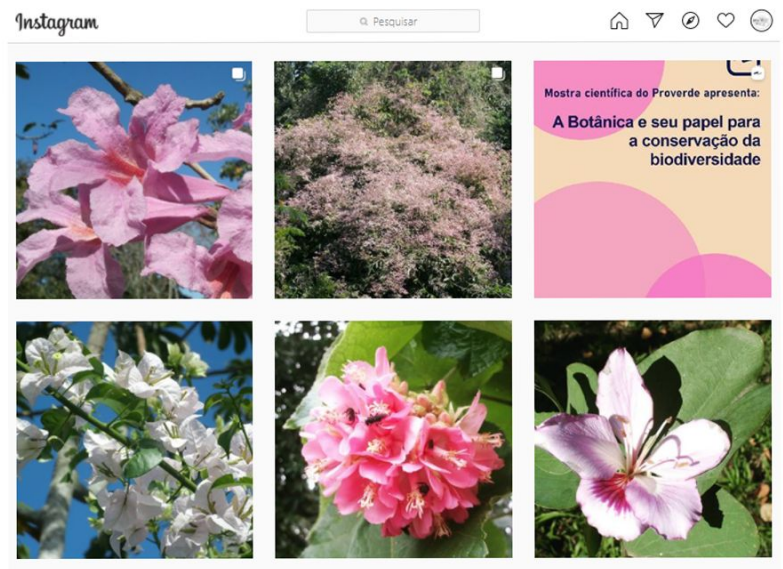 Instagram
Pesquisar
Mostra científica do Proverde apresenta:
A Botânica e seu papel para
a conservação da
biodiversidade